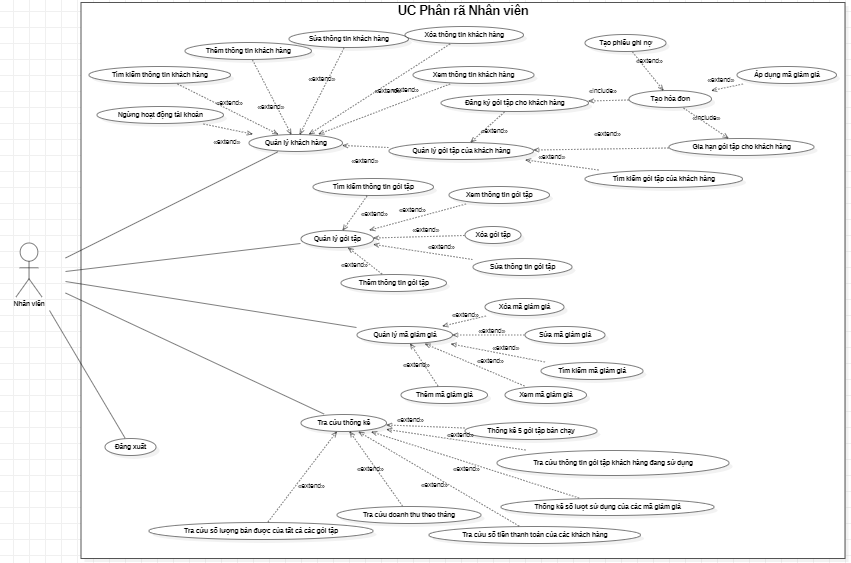 UC Phân rã Nhân viên
Sửa thông tin khách hàng
Xóa thông tin khách hàng
Tạo phiếu ghi nợ
Thêm thông tin khách hàng
«extend»
Tìm kiếm thông tin khách hàng
«extend»
Xem thông tin khách hàng
«extend»
Áp dụng mã giảm giá
«extend»
«extend»
«include»
Tạo hóa đơn
«extend»
«extend»
Đăng ký gói tập cho khách hàng
Ngừng hoạt động tài khoản
«include»
«extend»
«extend»
«extend»
Quản lý khách hàng
Quản lý gói tập của khách hàng
Gia hạn gói tập cho khách hàng
«extend»
«extend»
Tìm kiếm gói tập của khách hàng
Tìm kiếm thông tin gói tập
Xem thông tin gói tập
«extend»
«extend»
«extend»
Xóa gói tập
Quản lý gói tập
«extend»
«extend»
Sửa thông tin gói tập
Thêm thông tin gói tập
Nhân viên
Xóa mã giảm giá
«extend»
Quản lý mã giảm giá
«extend»
Sửa mã giảm giá
«extend»
«extend»
«extend»
Tìm kiếm mã giảm giá
Thêm mã giảm giá
Xem mã giảm giá
Tra cứu thống kê
«extend»
Thống kê 5 gói tập bán chạy
«extend»
Đăng xuất
Tra cứu thông tin gói tập khách hàng đang sử dụng
«extend»
«extend»
«extend»
«extend»
Thống kê số lượt sử dụng của các mã giảm giá
Tra cứu doanh thu theo tháng
Tra cứu số lượng bán được của tất cả các gói tập
Tra cứu số tiền thanh toán của các khách hàng